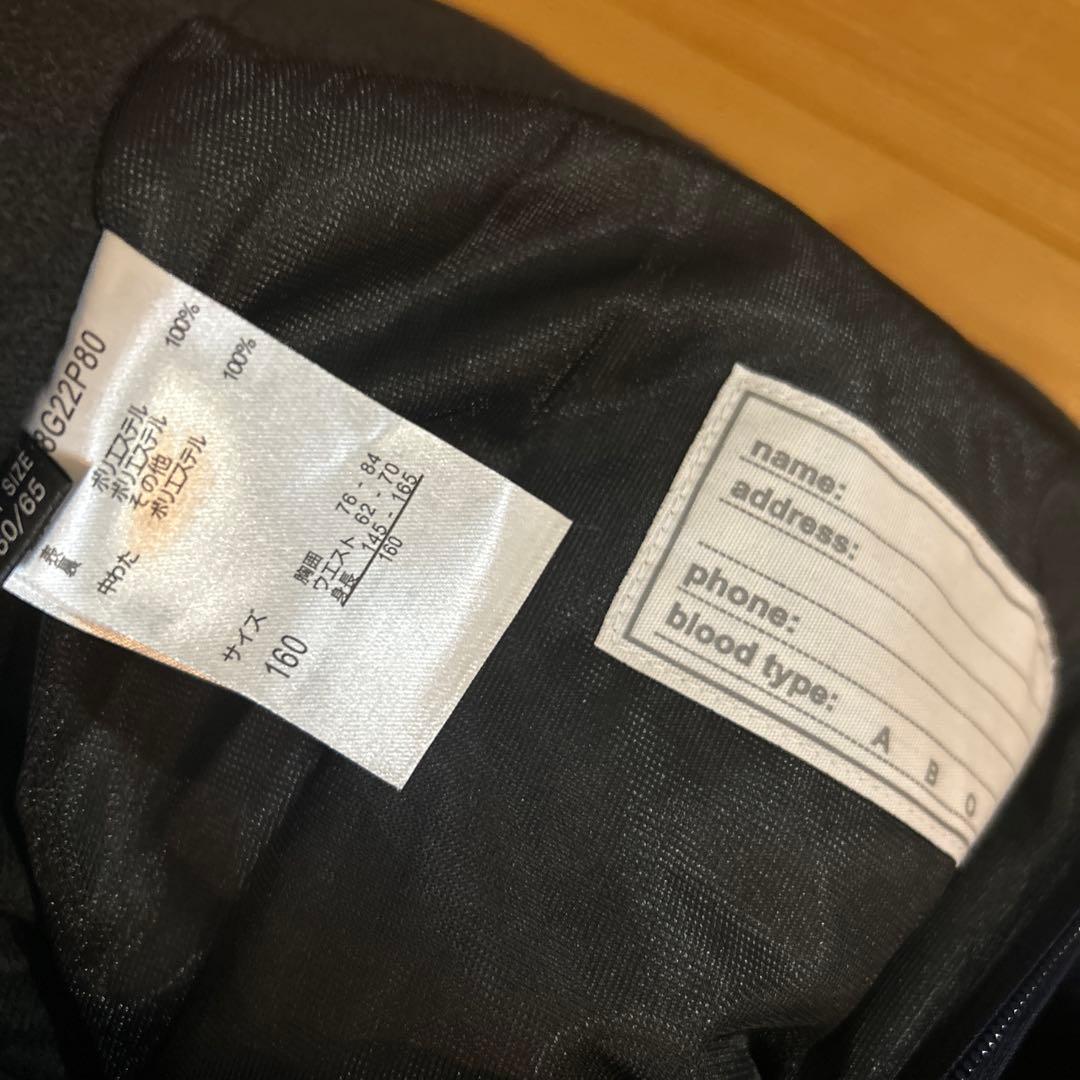 8G22P80
SIZE
60/65
表
裏
中わた
ポリエステル
ポリエステル
その他
ポリエステル
100%
100%
サイズ
160
胸囲 76 - 84
ウエスト 62 - 70
身長 145 - 165
160
name:
address:
phone:
blood type:
A B O